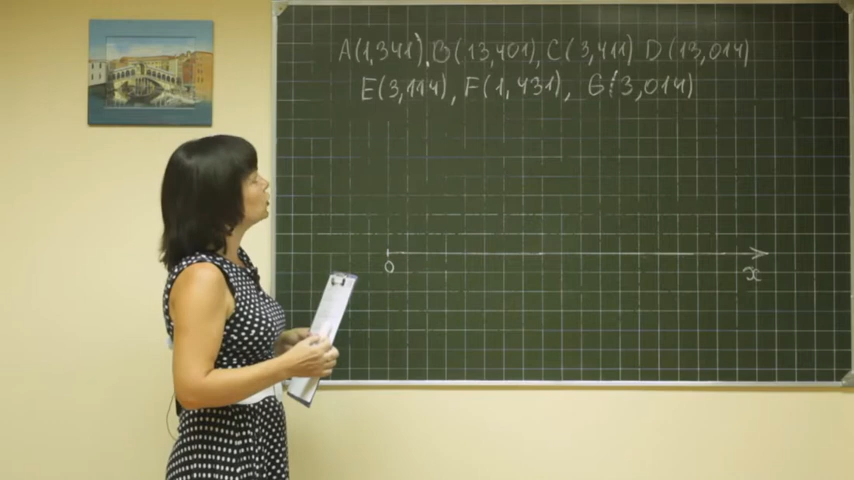 A(1,341), B(13,401), C(3,411) D(13,014)
E(3,114), F(1,431), G(3,014)
0
x